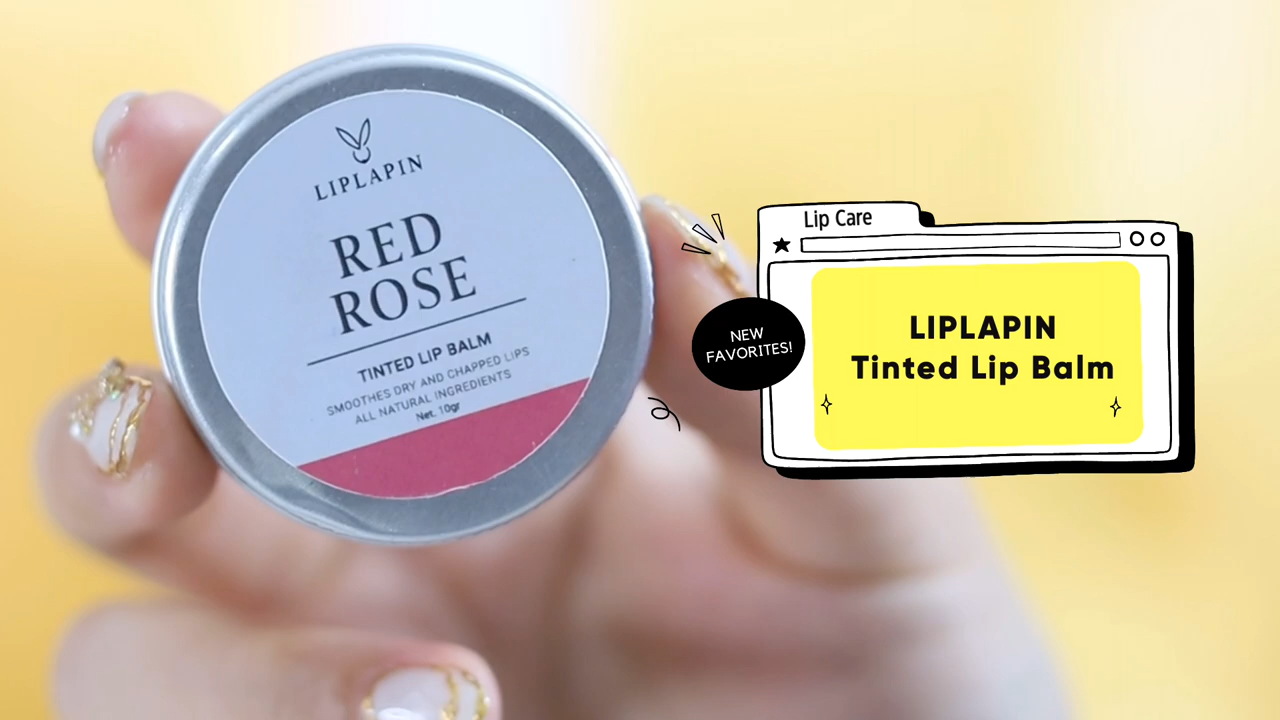 LIPLAPIN
RED
ROSE
TINTED LIP BALM
SMOOTHES DRY AND CHAPPED LIPS
ALL NATURAL INGREDIENTS
Net. 10gr
Lip Care
NEW
FAVORITES!
LIPLAPIN
Tinted Lip Balm